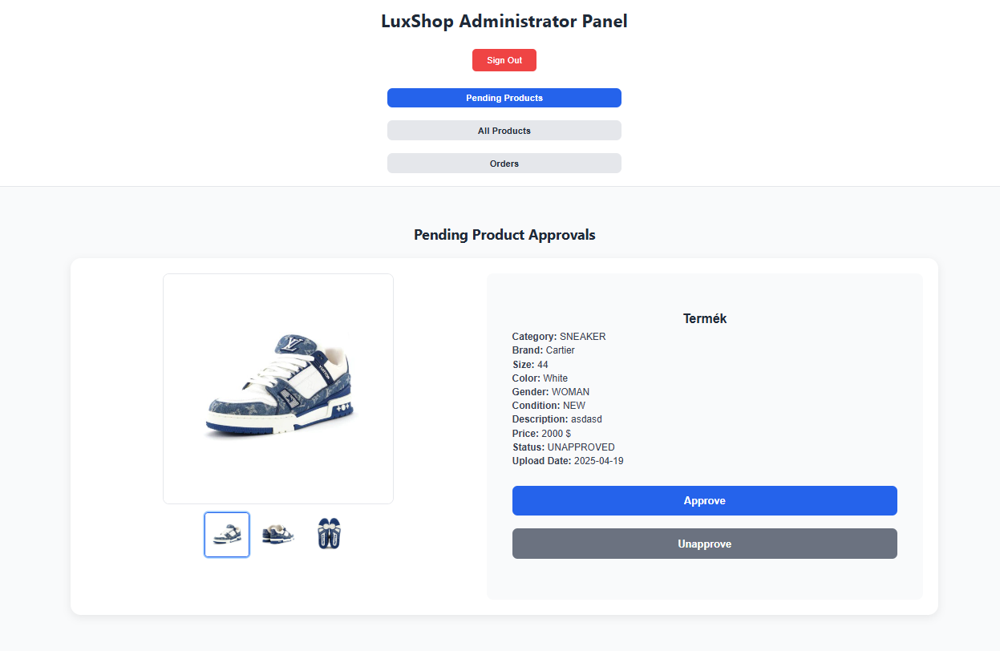 LuxShop Administrator Panel
Sign Out
Pending Products
All Products
Orders
Pending Product Approvals
Termék
Category: SNEAKER
Brand: Cartier
Size: 44
Color: White
Gender: WOMAN
Condition: NEW
Description: asdasd
Price: 2000 $
Status: UNAPPROVED
Upload Date: 2025-04-19
Approve
Unapprove